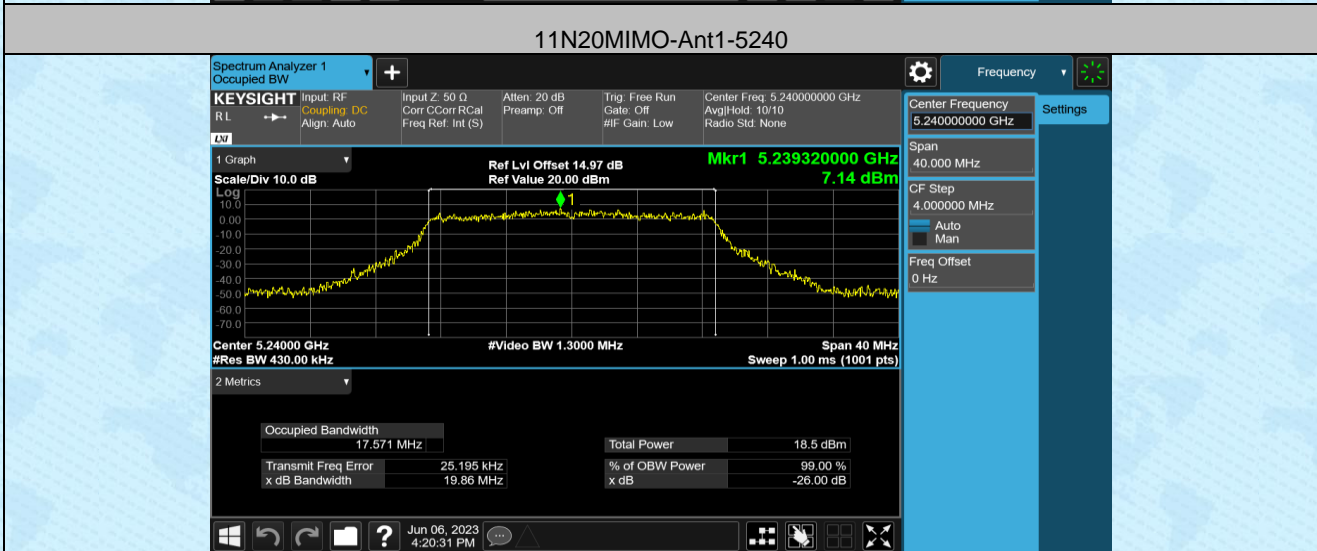 11N20MIMO-Ant1-5240
Spectrum Analyzer 1
Occupied BW
Frequency
KEYSIGHT
RL
LXI
Input: RF
Coupling: DC
Align: Auto
Input Z: 50 Ω
Corr CCorr RCal
Freq Ref: Int (S)
Atten: 20 dB
Preamp: Off
Trig: Free Run
Gate: Off
#IF Gain: Low
Center Freq: 5.240000000 GHz
Avg|Hold: 10/10
Radio Std: None
Center Frequency
5.240000000 GHz
Settings
Span
40.000 MHz
CF Step
4.000000 MHz
Auto
Man
Freq Offset
0 Hz
1 Graph
Scale/Div 10.0 dB
Ref Lvl Offset 14.97 dB
Ref Value 20.00 dBm
Mkr1 5.239320000 GHz
7.14 dBm
Log
10.0
0.00
-10.0
-20.0
-30.0
-40.0
-50.0
-60.0
-70.0
1
Center 5.24000 GHz
#Video BW 1.3000 MHz
Span 40 MHz
#Res BW 430.00 kHz
Sweep 1.00 ms (1001 pts)
2 Metrics
Occupied Bandwidth
17.571 MHz
Total Power 18.5 dBm
Transmit Freq Error 25.195 kHz
% of OBW Power 99.00 %
x dB Bandwidth 19.86 MHz
x dB -26.00 dB
Jun 06, 2023
4:20:31 PM